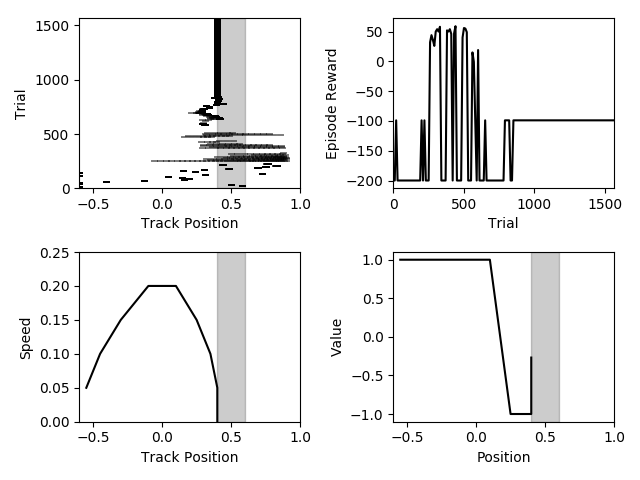 1500
1000
500
0
Trial
−0.5 0.0 0.5 1.0
Track Position
50
0
−50
−100
−150
−200
Episode Reward
0 500 1000 1500
Trial
0.25
0.20
0.15
0.10
0.05
0.00
Speed
−0.5 0.0 0.5 1.0
Track Position
1.0
0.5
0.0
−0.5
−1.0
Value
−0.5 0.0 0.5 1.0
Position